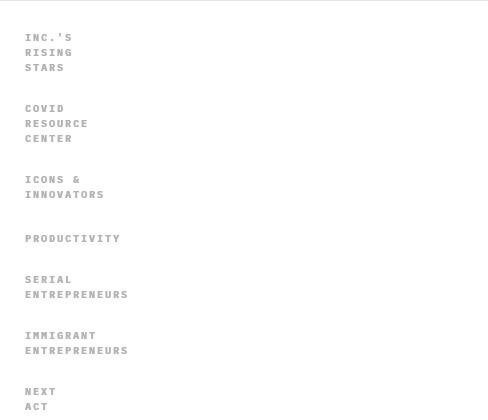 INC.'S
RISING
STARS
COVID
RESOURCE
CENTER
ICONS &
INNOVATORS
PRODUCTIVITY
SERIAL
ENTREPRENEURS
IMMIGRANT
ENTREPRENEURS
NEXT
ACT